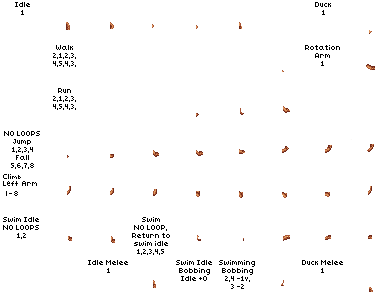 Idle
1
Duck
1
Walk
2,1,2,3,
4,5,4,3,
Rotation
Arm
1
Run
2,1,2,3,
4,5,4,3,
NO LOOPS
Jump
1,2,3,4
Fall
5,6,7,8
Climb
Left Arm
1-8
Swim Idle
NO LOOPS
1,2
Swim
NO LOOP,
Return to
swim idle
1,2,3,4,5
Idle Melee
1
Swim Idle
Bobbing
Idle +0
Swimming
Bobbing
2,4 -1v,
3 -2
Duck Melee
1